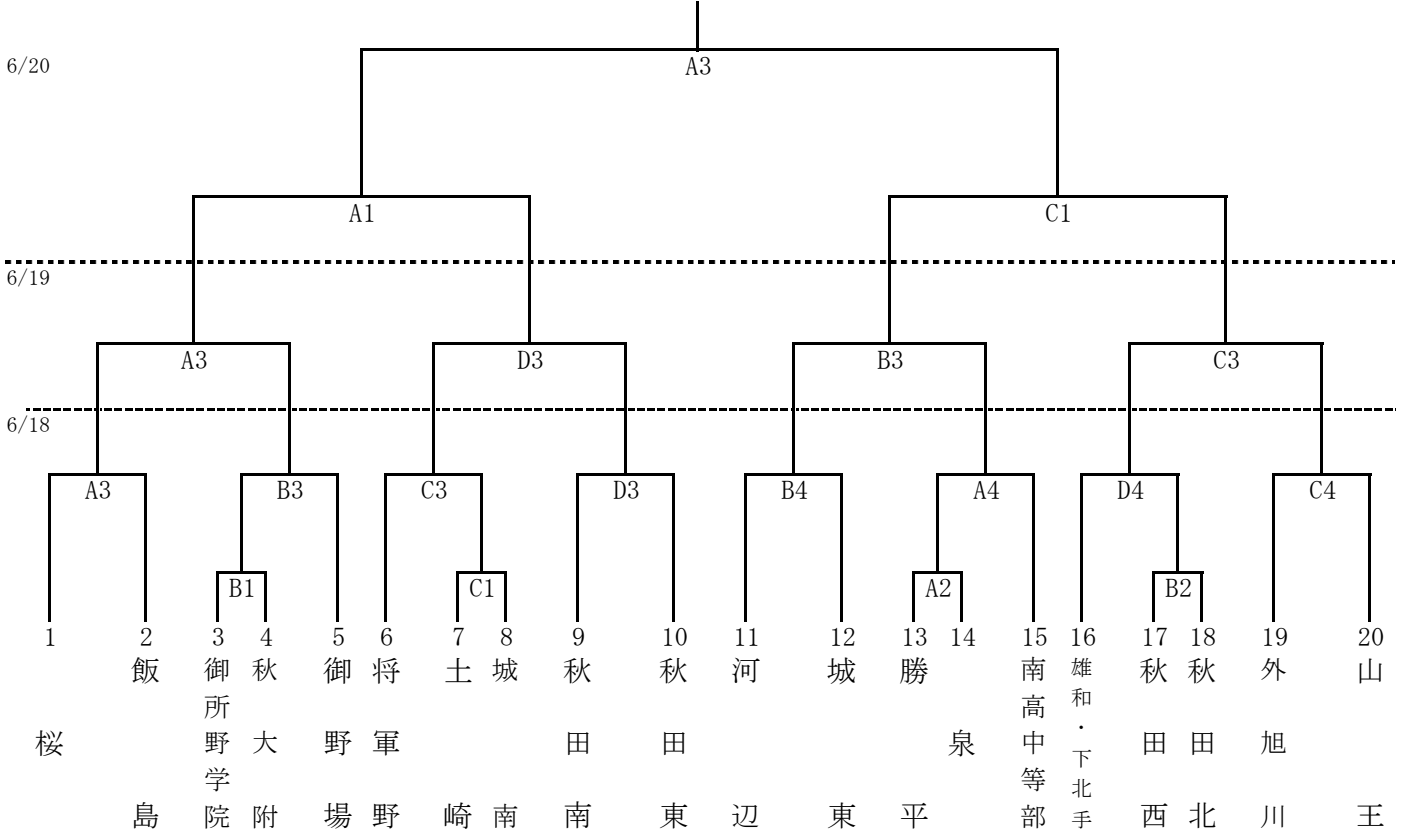 6/20
A3
A1
C1
6/19
A3
D3
B3
C3
6/18
A3
B3
C3
D3
B4
A4
D4
C4
B1
C1
A2
B2
1
2
3
4
5
6
7
8
9
10
11
12
13
14
15
16
17
18
19
20
桜
飯島
御所野学院
秋大附
御野場
将軍野
土崎
城南
秋田南
秋田東
河辺
城東
勝平
泉
南高中等部
雄和・下北手
秋田西
秋田北
外旭川
山王